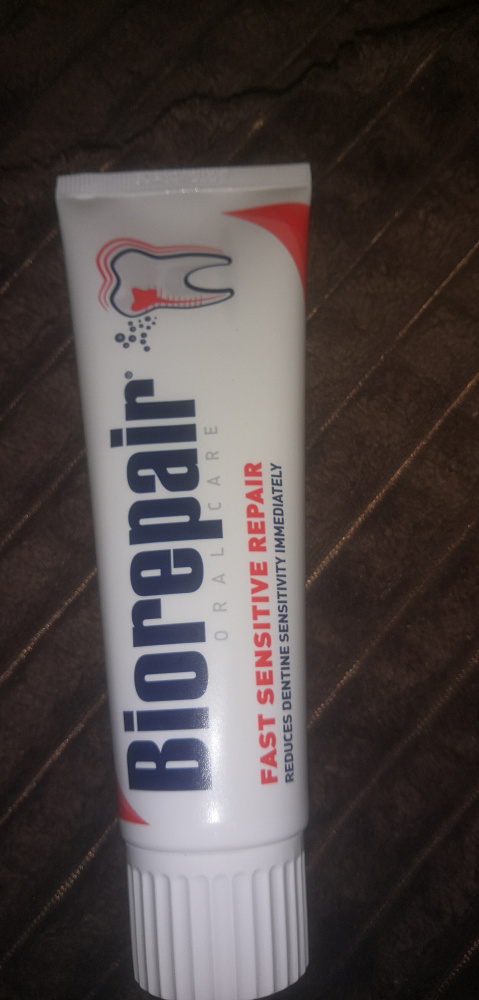 Biorepair®
ORAL CARE
FAST SENSITIVE REPAIR
REDUCES DENTINE SENSITIVITY IMMEDIATELY